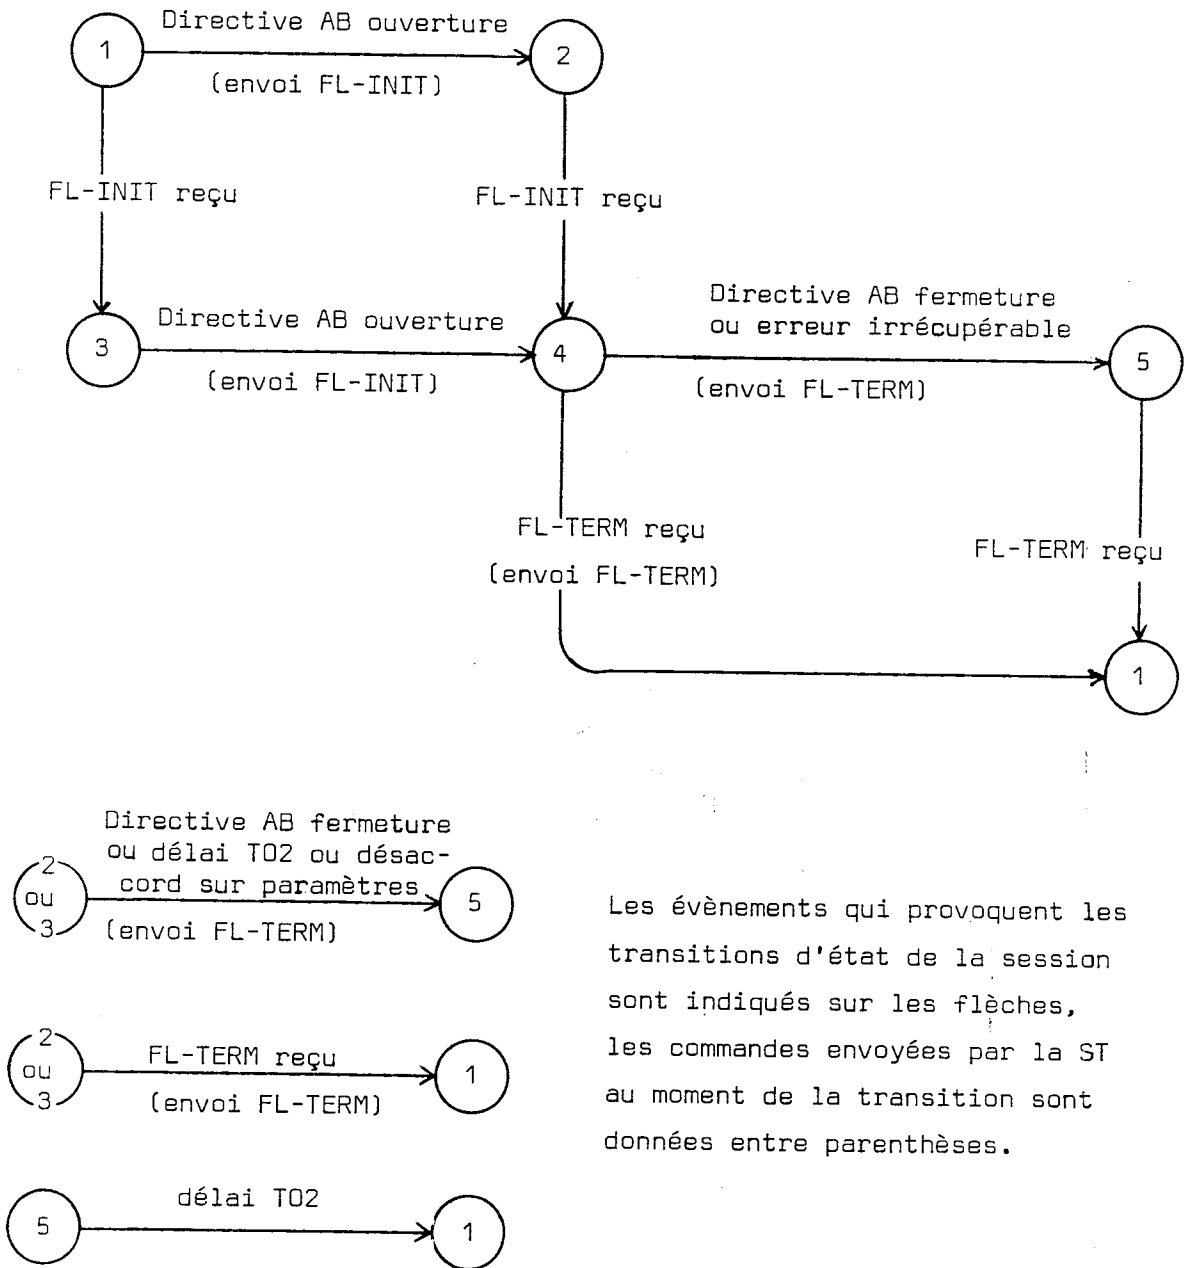 Directive AB ouverture
1
2
(envoi FL-INIT)
FL-INIT reçu
FL-INIT reçu
Directive AB fermeture
ou erreur irrécupérable
Directive AB ouverture
3
4
5
(envoi FL-INIT)
(envoi FL-TERM)
FL-TERM reçu
(envoi FL-TERM)
FL-TERM reçu
1
Directive AB fermeture
ou délai TO2 ou désac-
cord sur paramètres
2
ou
3
5
(envoi FL-TERM)
Les évènements qui provoquent les
transitions d'état de la session
sont indiqués sur les flèches,
les commandes envoyées par la ST
au moment de la transition sont
données entre parenthèses.
2
ou
3
FL-TERM reçu
1
(envoi FL-TERM)
délai TO2
5
1